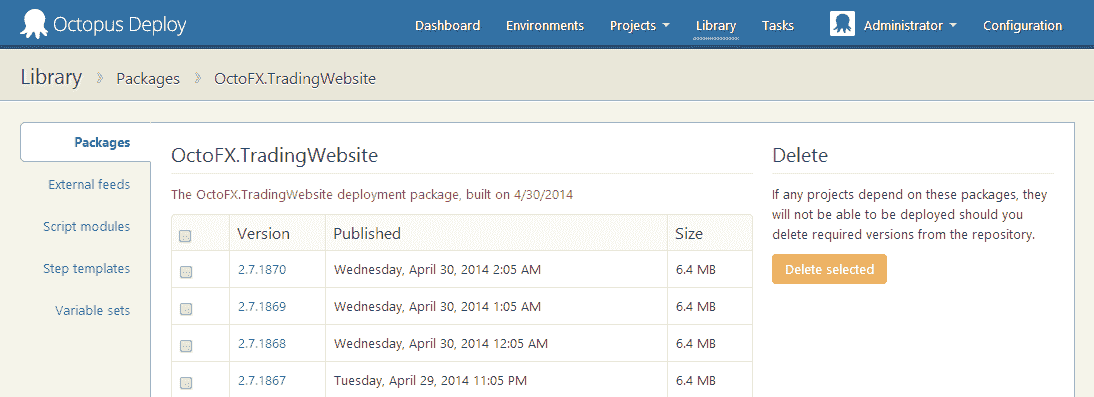 Octopus Deploy Dashboard Environments Projects Library Tasks Administrator Configuration
Library » Packages » OctoFX.TradingWebsite
Packages
External feeds
Script modules
Step templates
Variable sets
OctoFX.TradingWebsite
The OctoFX.TradingWebsite deployment package, built on 4/30/2014
Version Published Size
2.7.1870 Wednesday, April 30, 2014 2:05 AM 6.4 MB
2.7.1869 Wednesday, April 30, 2014 1:05 AM 6.4 MB
2.7.1868 Wednesday, April 30, 2014 12:05 AM 6.4 MB
2.7.1867 Tuesday, April 29, 2014 11:05 PM 6.4 MB
Delete
If any projects depend on these packages, they
will not be able to be deployed should you
delete required versions from the repository.
Delete selected